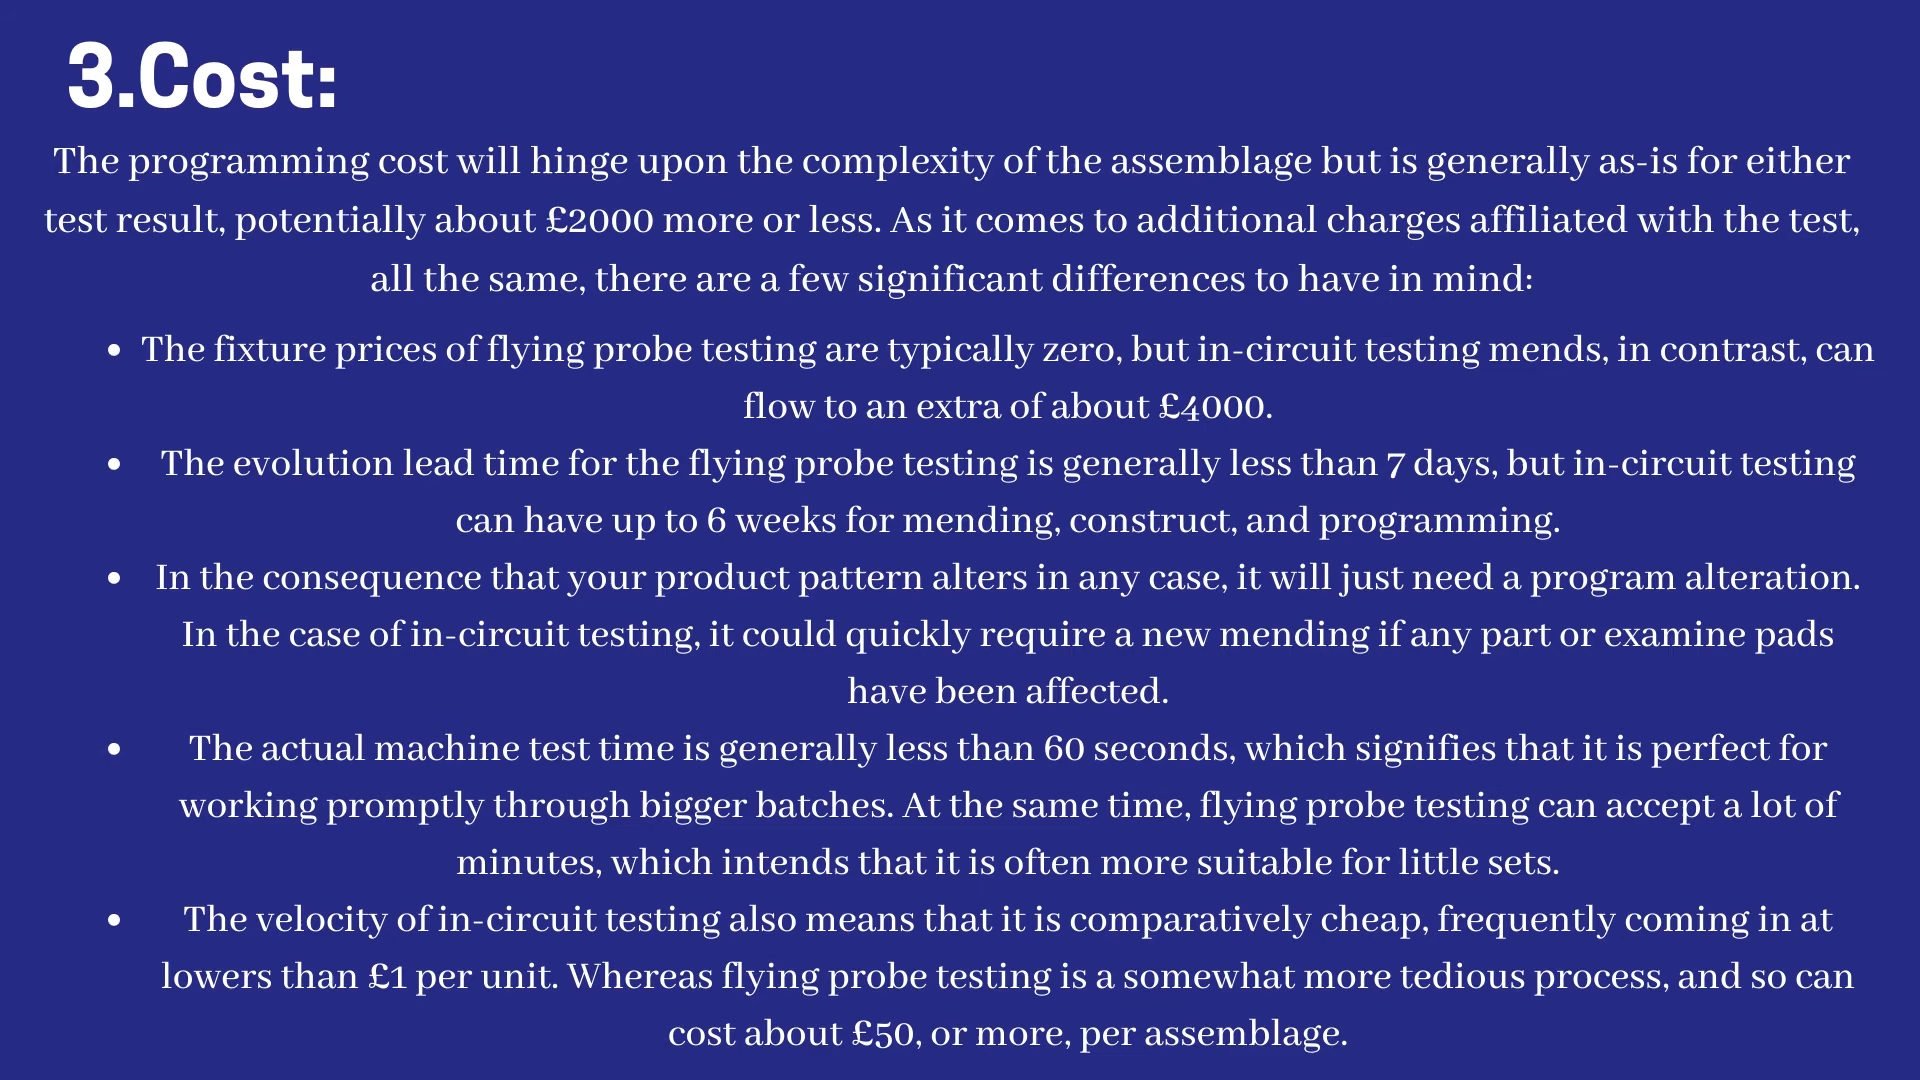 3.Cost:
The programming cost will hinge upon the complexity of the assemblage but is generally as-is for either
test result, potentially about £2000 more or less. As it comes to additional charges affiliated with the test,
all the same, there are a few significant differences to have in mind:
• The fixture prices of flying probe testing are typically zero, but in-circuit testing mends, in contrast, can
flow to an extra of about £4000.
• The evolution lead time for the flying probe testing is generally less than 7 days, but in-circuit testing
can have up to 6 weeks for mending, construct, and programming.
• In the consequence that your product pattern alters in any case, it will just need a program alteration.
In the case of in-circuit testing, it could quickly require a new mending if any part or examine pads
have been affected.
• The actual machine test time is generally less than 60 seconds, which signifies that it is perfect for
working promptly through bigger batches. At the same time, flying probe testing can accept a lot of
minutes, which intends that it is often more suitable for little sets.
• The velocity of in-circuit testing also means that it is comparatively cheap, frequently coming in at
lowers than £1 per unit. Whereas flying probe testing is a somewhat more tedious process, and so can
cost about £50, or more, per assemblage.